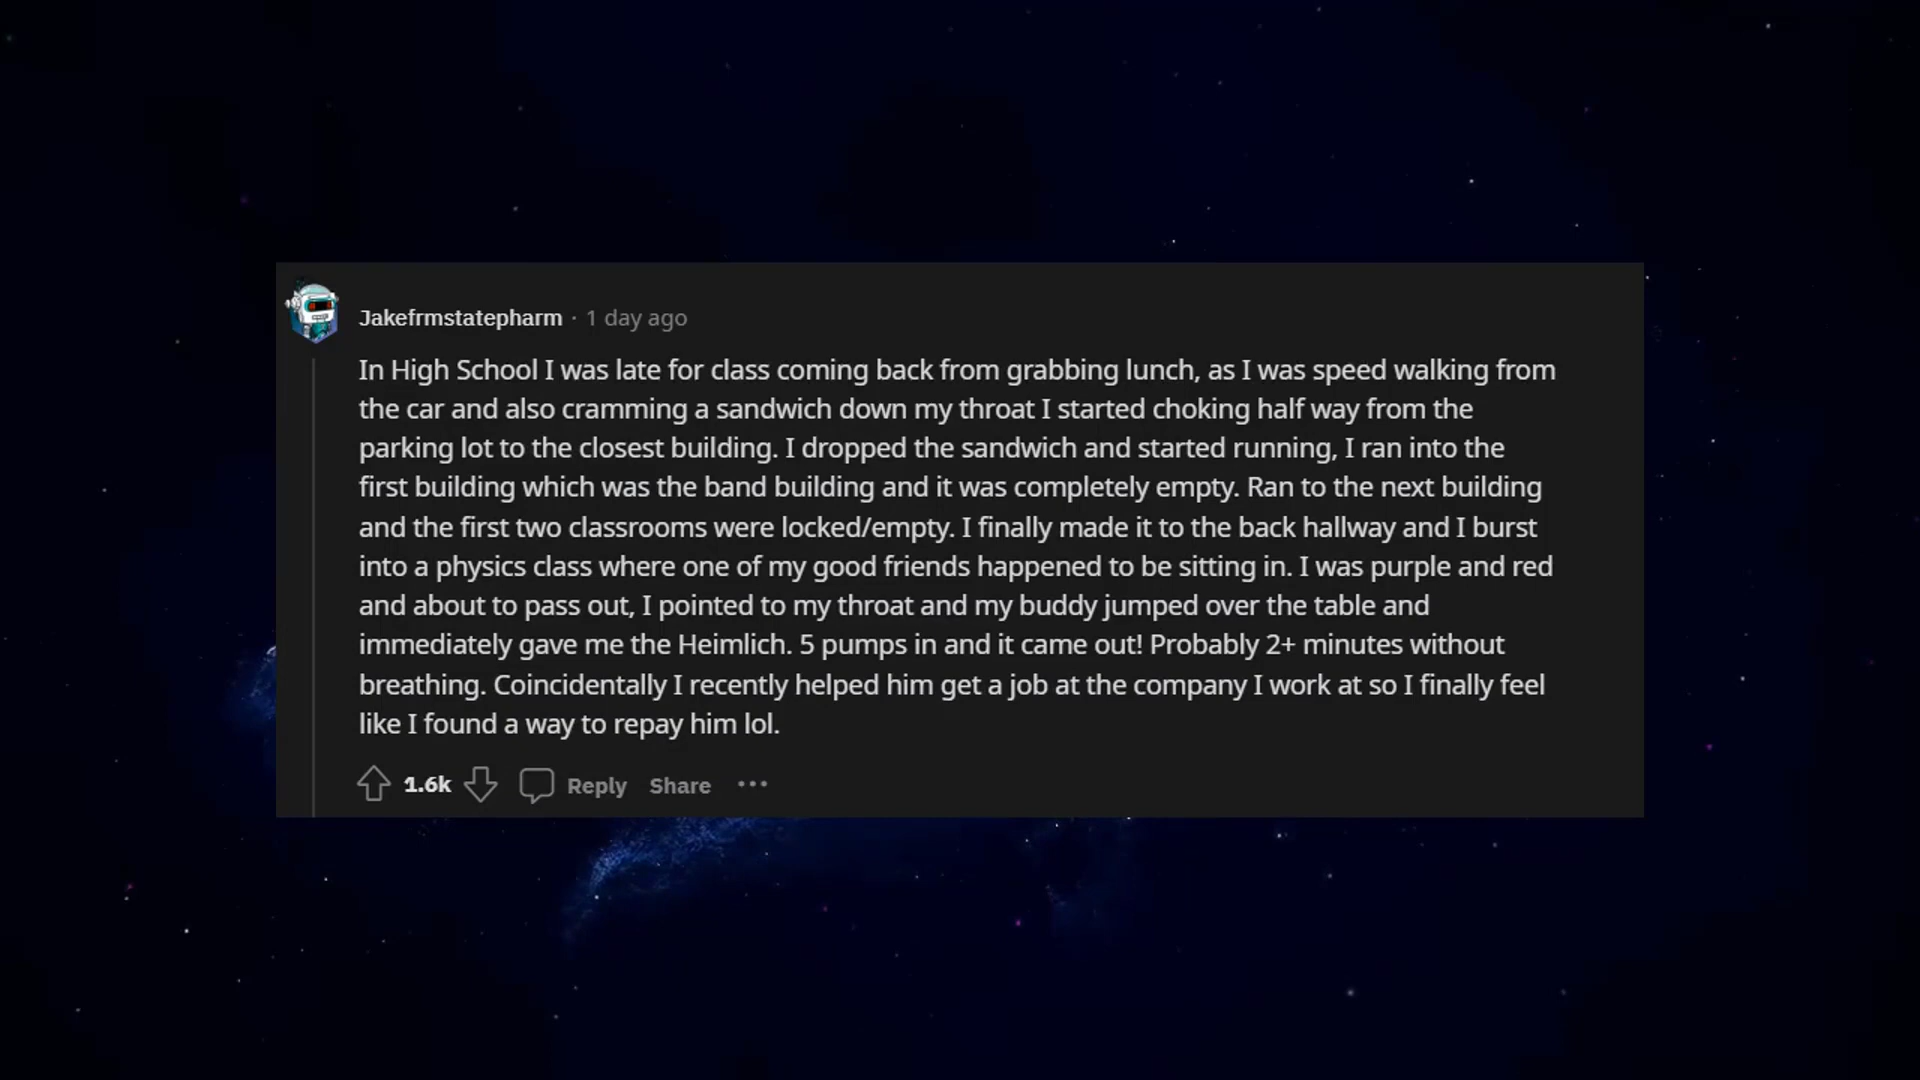 Jakefrmstatepharm · 1 day ago
In High School I was late for class coming back from grabbing lunch, as I was speed walking from
the car and also cramming a sandwich down my throat I started choking half way from the
parking lot to the closest building. I dropped the sandwich and started running, I ran into the
first building which was the band building and it was completely empty. Ran to the next building
and the first two classrooms were locked/empty. I finally made it to the back hallway and I burst
into a physics class where one of my good friends happened to be sitting in. I was purple and red
and about to pass out, I pointed to my throat and my buddy jumped over the table and
immediately gave me the Heimlich. 5 pumps in and it came out! Probably 2+ minutes without
breathing. Coincidentally I recently helped him get a job at the company I work at so I finally feel
like I found a way to repay him lol.
1.6k Reply Share ···